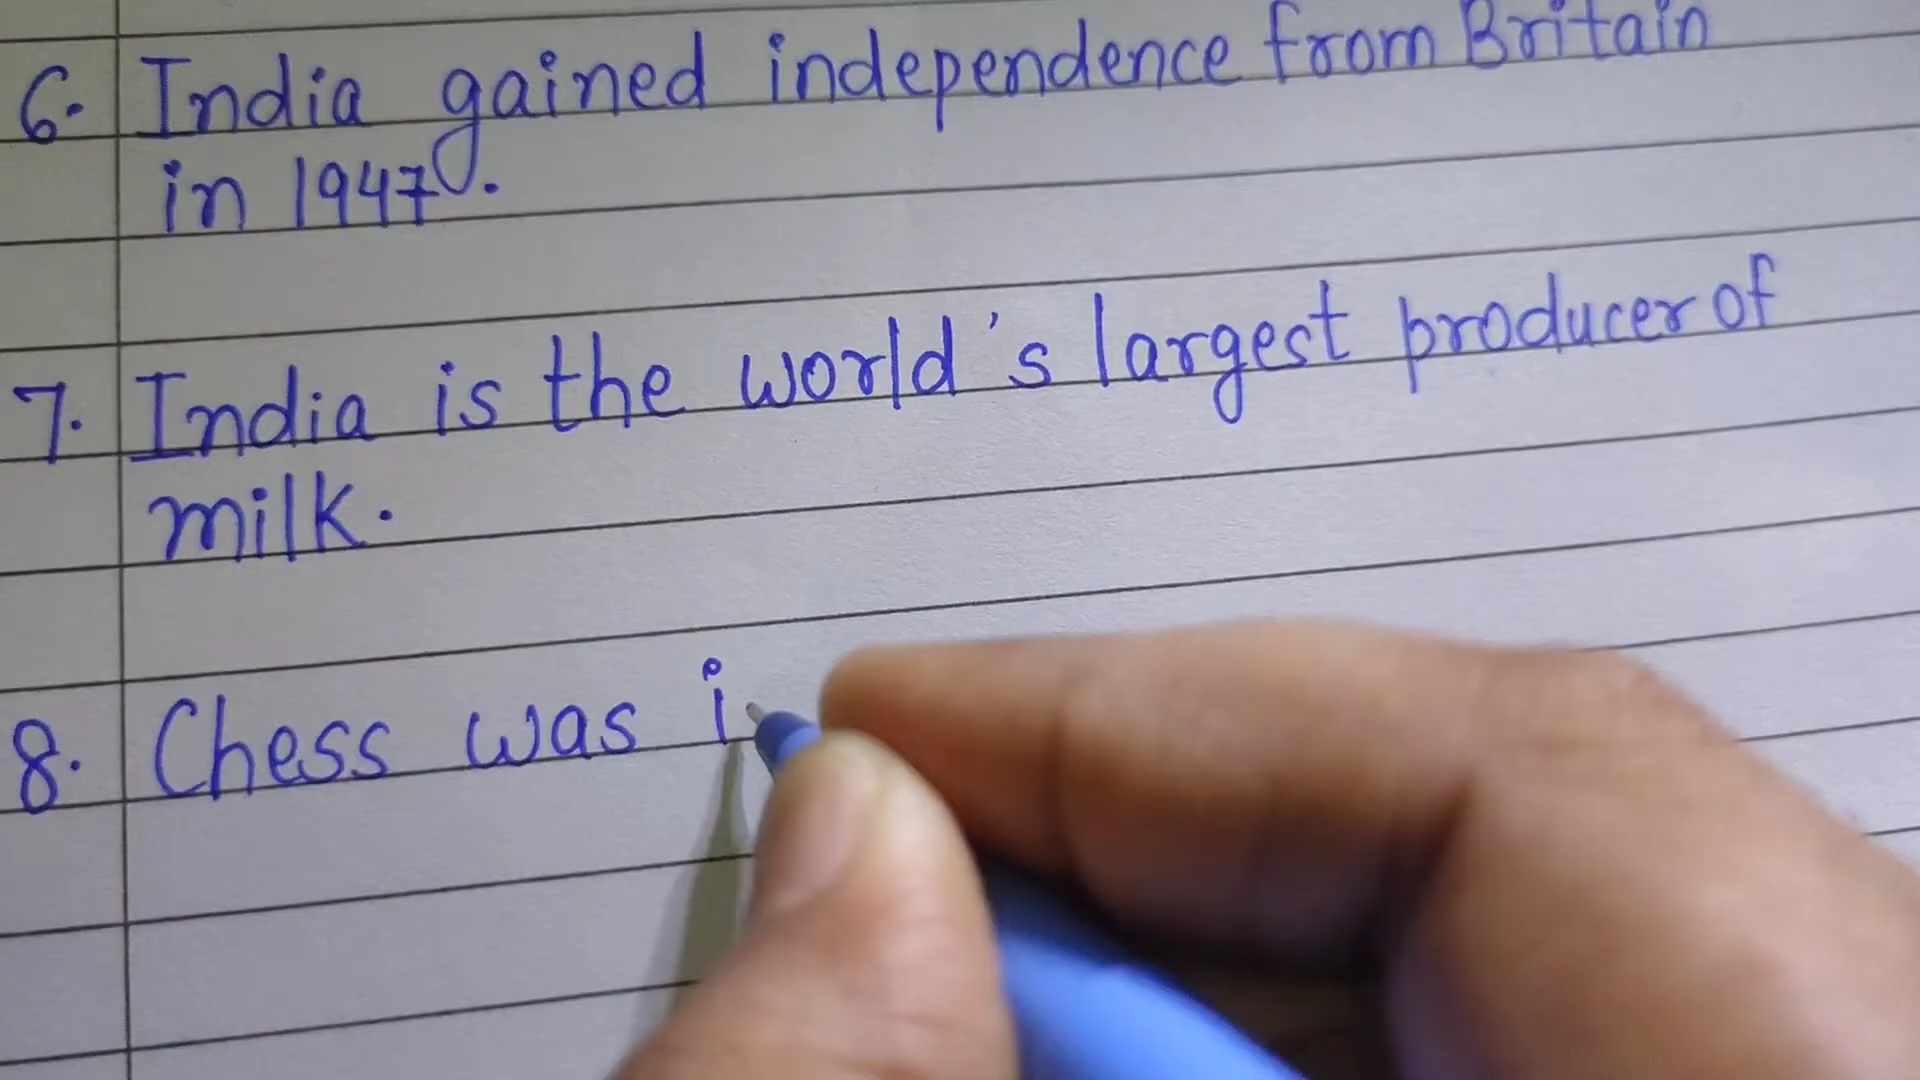 6. India gained independence from Britain
in 1947.
7. India is the world's largest producer of
milk.
8. Chess was i